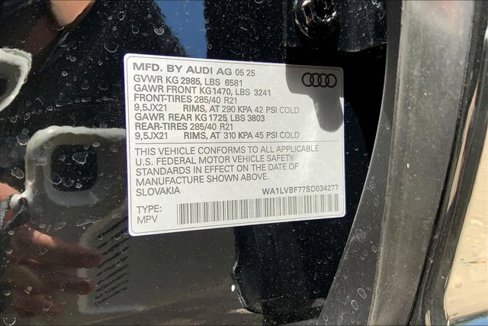 MFD. BY AUDI AG 05 25
GVWR KG 2985, LBS 6581
GAWR FRONT KG1470, LBS 3241
FRONT-TIRES 285/40 R21
9,5JX21 RIMS, AT 290 KPA 42 PSI COLD
GAWR REAR KG 1725, LBS 3803
REAR-TIRES 285/40 R21
9,5JX21 RIMS, AT 310 KPA 45 PSI COLD
THIS VEHICLE CONFORMS TO ALL APPLICABLE
U.S. FEDERAL MOTOR VEHICLE SAFETY
STANDARDS IN EFFECT ON THE DATE OF
MANUFACTURE SHOWN ABOVE.
SLOVAKIA WA1LVBF77SD034277
TYPE:
MPV